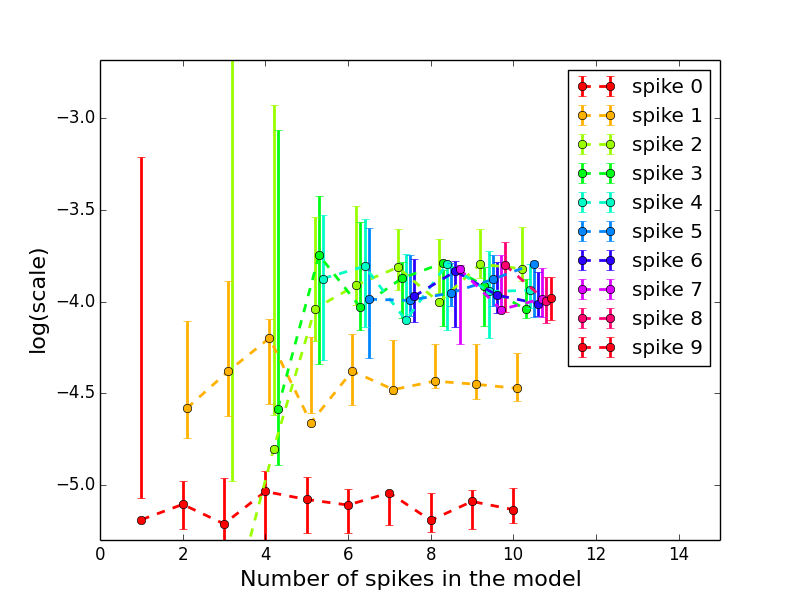 −3.0
−3.5
−4.0
−4.5
−5.0
log(scale)
0 2 4 6 8 10 12 14
Number of spikes in the model
spike 0
spike 1
spike 2
spike 3
spike 4
spike 5
spike 6
spike 7
spike 8
spike 9